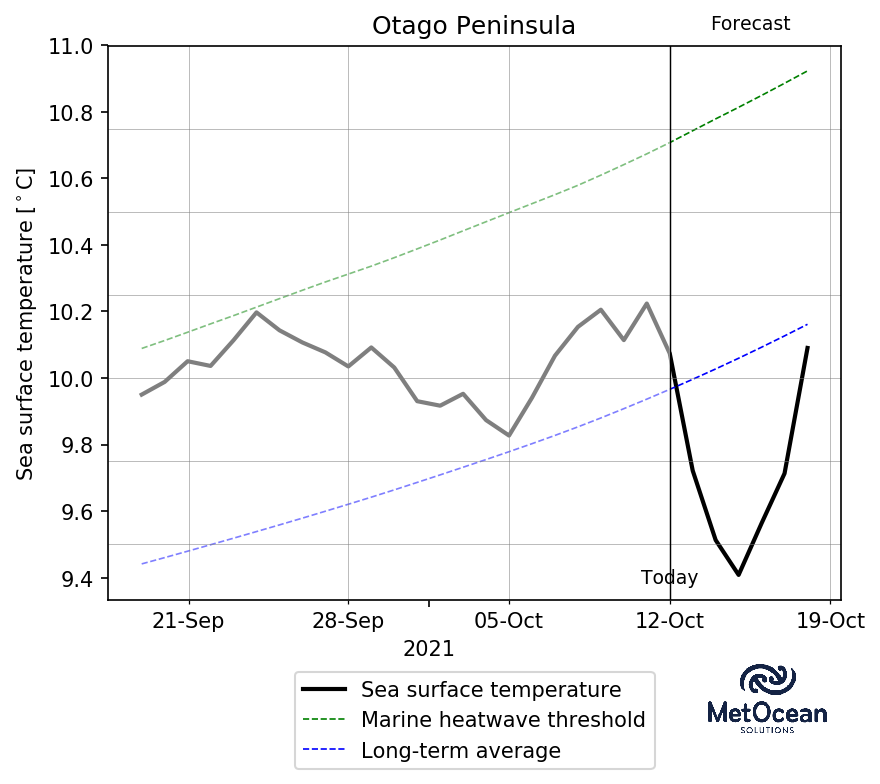 Otago Peninsula
Forecast
Sea surface temperature [°C]
11.0
10.8
10.6
10.4
10.2
10.0
9.8
9.6
9.4
Today
21-Sep 28-Sep 05-Oct 12-Oct 19-Oct
2021
Sea surface temperature
Marine heatwave threshold
Long-term average
MetOcean
SOLUTIONS